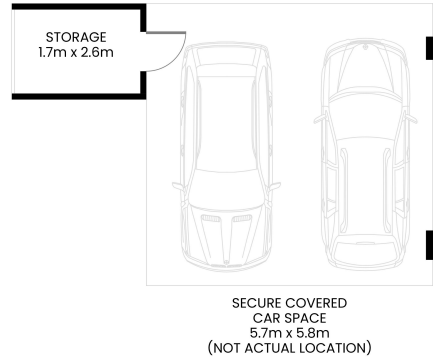 STORAGE
1.7m x 2.6m
SECURE COVERED
CAR SPACE
5.7m x 5.8m
(NOT ACTUAL LOCATION)